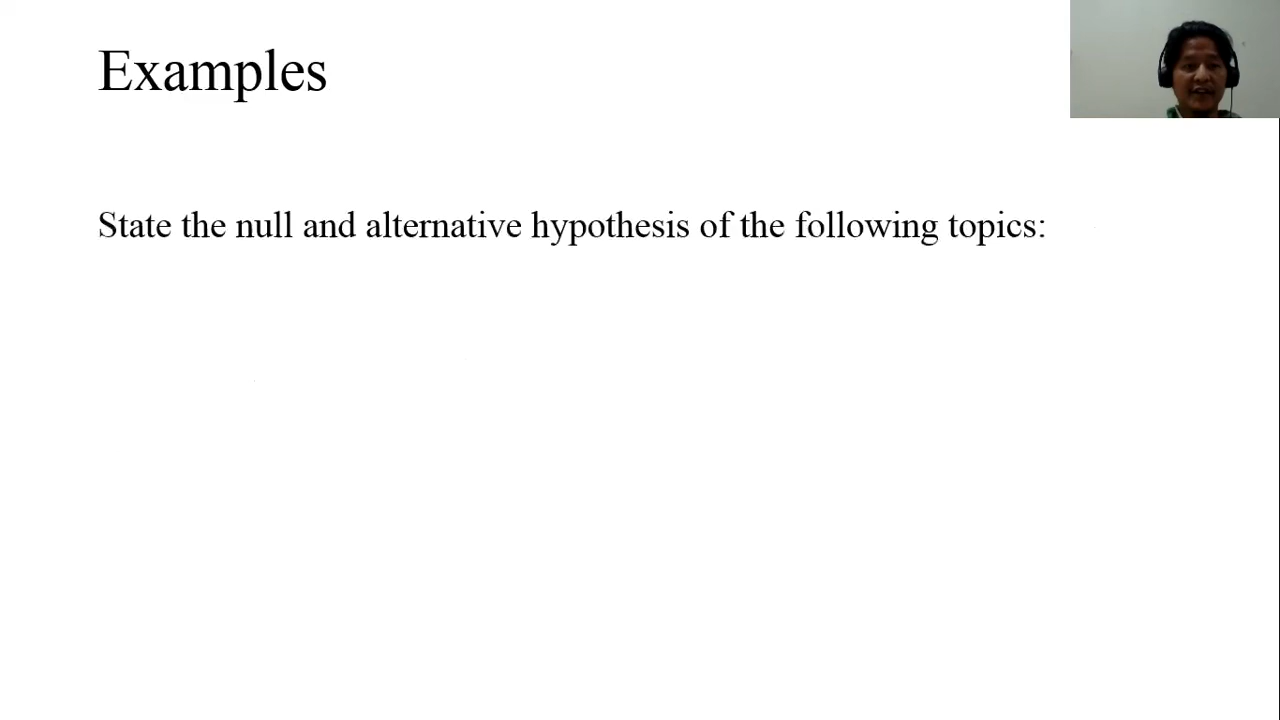 Examples
State the null and alternative hypothesis of the following topics: